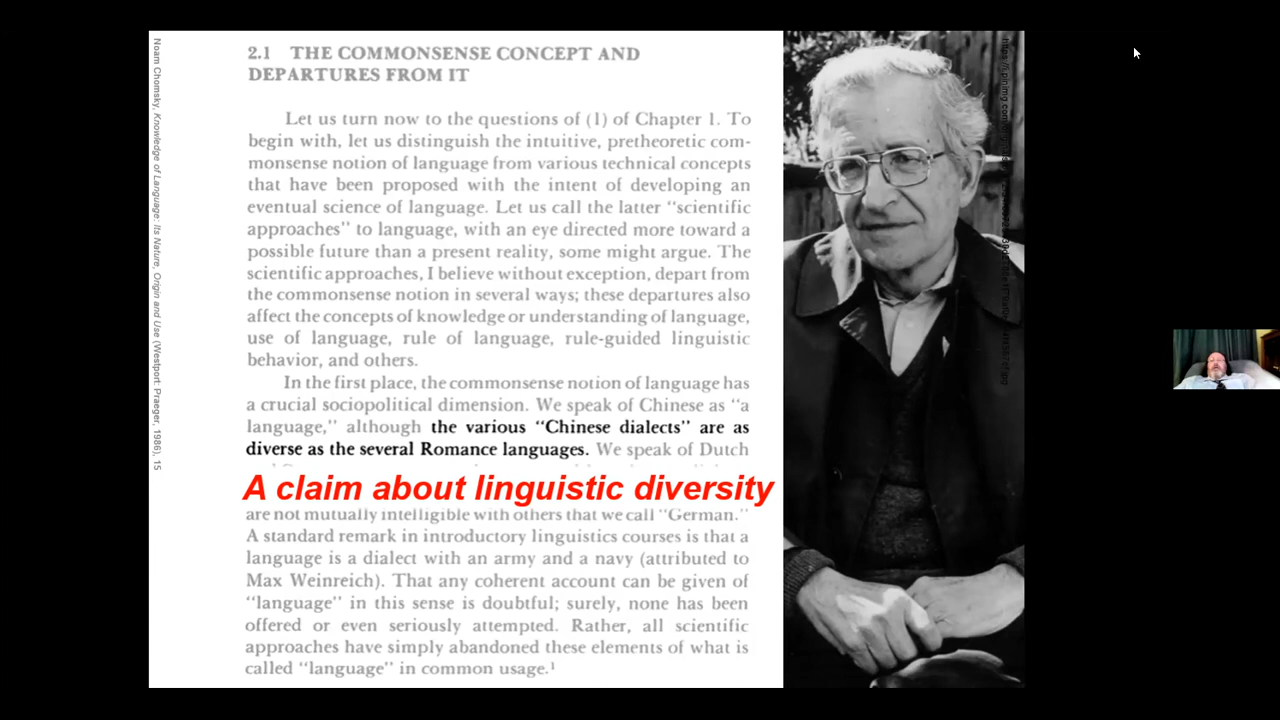 Noam Chomsky, Knowledge of Language: Its Nature, Origin and Use (Westport: Praeger, 1986), 15
2.1 THE COMMONSENSE CONCEPT AND
DEPARTURES FROM IT
Let us turn now to the questions of (1) of Chapter 1. To
begin with, let us distinguish the intuitive, pretheoretic com-
monsense notion of language from various technical concepts
that have been proposed with the intent of developing an
eventual science of language. Let us call the latter "scientific
approaches" to language, with an eye directed more toward a
possible future than a present reality, some might argue. The
scientific approaches, I believe without exception, depart from
the commonsense notion in several ways; these departures also
affect the concepts of knowledge or understanding of language,
use of language, rule of language, rule-guided linguistic
behavior, and others.
In the first place, the commonsense notion of language has
a crucial sociopolitical dimension. We speak of Chinese as "a
language," although the various "Chinese dialects" are as
diverse as the several Romance languages. We speak of Dutch
A claim about linguistic diversity
are not mutually intelligible with others that we call "German."
A standard remark in introductory linguistics courses is that a
language is a dialect with an army and a navy (attributed to
Max Weinreich). That any coherent account can be given of
"language" in this sense is doubtful; surely, none has been
offered or even seriously attempted. Rather, all scientific
approaches have simply abandoned these elements of what is
called "language" in common usage.¹